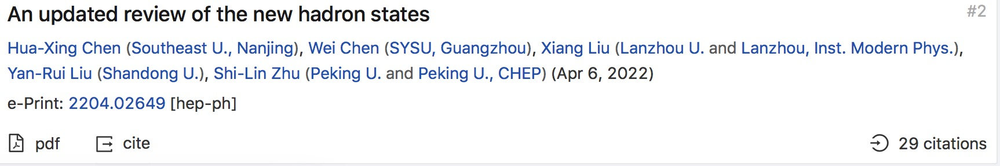 An updated review of the new hadron states
#2
Hua-Xing Chen (Southeast U., Nanjing), Wei Chen (SYSU, Guangzhou), Xiang Liu (Lanzhou U. and Lanzhou, Inst. Modern Phys.),
Yan-Rui Liu (Shandong U.), Shi-Lin Zhu (Peking U. and Peking U., CHEP) (Apr 6, 2022)
e-Print: 2204.02649 [hep-ph]
pdf
cite
29 citations